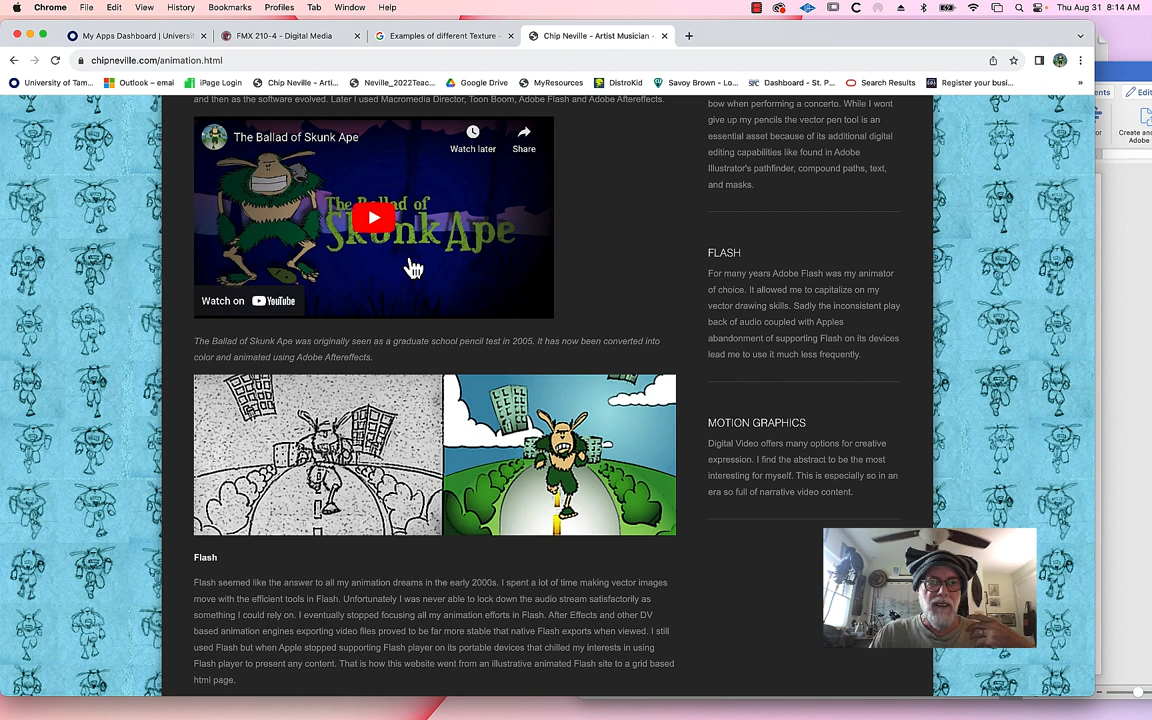 Chrome File Edit View History Bookmarks Profiles Tab Window Help Thu Aug 31 8:14 AM
My Apps Dashboard | Universit FMX 210-4 - Digital Media Examples of different Texture - Chip Neville - Artist Musician -
chipneville.com/animation.html
University of Tam... Outlook – emai iPage Login Chip Neville - Arti... Neville_2022Teac... Google Drive MyResources DistroKid Savoy Brown - Lo... Dashboard - St. P... Search Results Register your busi... »
and then as the software evolved. Later I used Macromedia Director, Toon Boom, Adobe Flash and Adobe Aftereffects.
The Ballad of Skunk Ape
Watch later Share
The Ballad of
Skunk Ape
Watch on YouTube
The Ballad of Skunk Ape was originally seen as a graduate school pencil test in 2005. It has now been converted into
color and animated using Adobe Aftereffects.
Flash
Flash seemed like the answer to all my animation dreams in the early 2000s. I spent a lot of time making vector images
move with the efficient tools in Flash. Unfortunately I was never able to lock down the audio stream satisfactorily as
something I could rely on. I eventually stopped focusing all my animation efforts in Flash. After Effects and other DV
based animation engines exporting video files proved to be far more stable that native Flash exports when viewed. I still
used Flash but when Apple stopped supporting Flash player on its portable devices that chilled my interests in using
Flash player to present any content. That is how this website went from an illustrative animated Flash site to a grid based
html page.
bow when performing a concerto. While I wont
give up my pencils the vector pen tool is an
essential asset because of its additional digital
editing capabilities like found in Adobe
Illustrator's pathfinder, compound paths, text,
and masks.
FLASH
For many years Adobe Flash was my animator
of choice. It allowed me to capitalize on my
vector drawing skills. Sadly the inconsistent play
back of audio coupled with Apples
abandonment of supporting Flash on its devices
lead me to use it much less frequently.
MOTION GRAPHICS
Digital Video offers many options for creative
expression. I find the abstract to be the most
interesting for myself. This is especially so in an
era so full of narrative video content.
ents Edit
Create and
Adobe